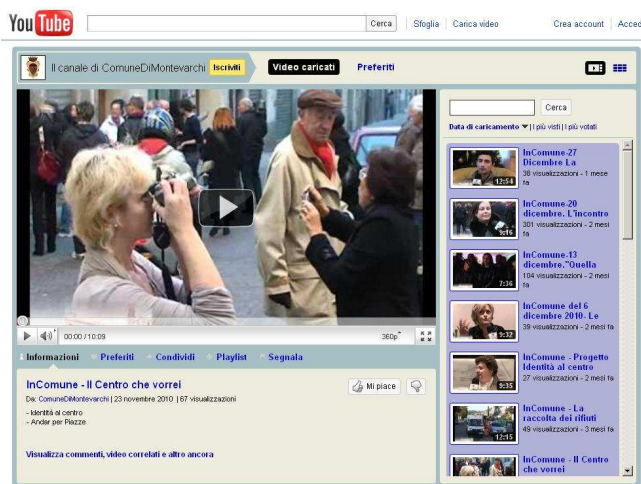 YouTube
Cerca
Sfoglia
Carica video
Crea account
Acced
Il canale di ComuneDiMontevarchi
Iscriviti
Video caricati
Preferiti
Cerca
Data di caricamento | I più visti | I più votati
InComune-27
Dicembre La
38 visualizzazioni - 1 mese
fa
12:54
InComune-20
dicembre. L'incontro
301 visualizzazioni - 2 mesi
fa
9:16
InComune-13
dicembre."Quella
104 visualizzazioni - 2 mesi
fa
7:36
InComune del 6
dicembre 2010- Le
39 visualizzazioni - 2 mesi fa
9:32
InComune - Progetto
Identità al centro
27 visualizzazioni - 2 mesi fa
9:35
InComune - La
raccolta dei rifiuti
49 visualizzazioni - 3 mesi fa
12:15
InComune - Il Centro
che vorrei
00:00 / 10:09
360p
Informazioni
Preferiti
Condividi
Playlist
Segnala
InComune - Il Centro che vorrei
Da: ComuneDiMontevarchi | 23 novembre 2010 | 67 visualizzazioni
Mi piace
- Identità al centro
- Andar per Piazze
Visualizza commenti, video correlati e altro ancora